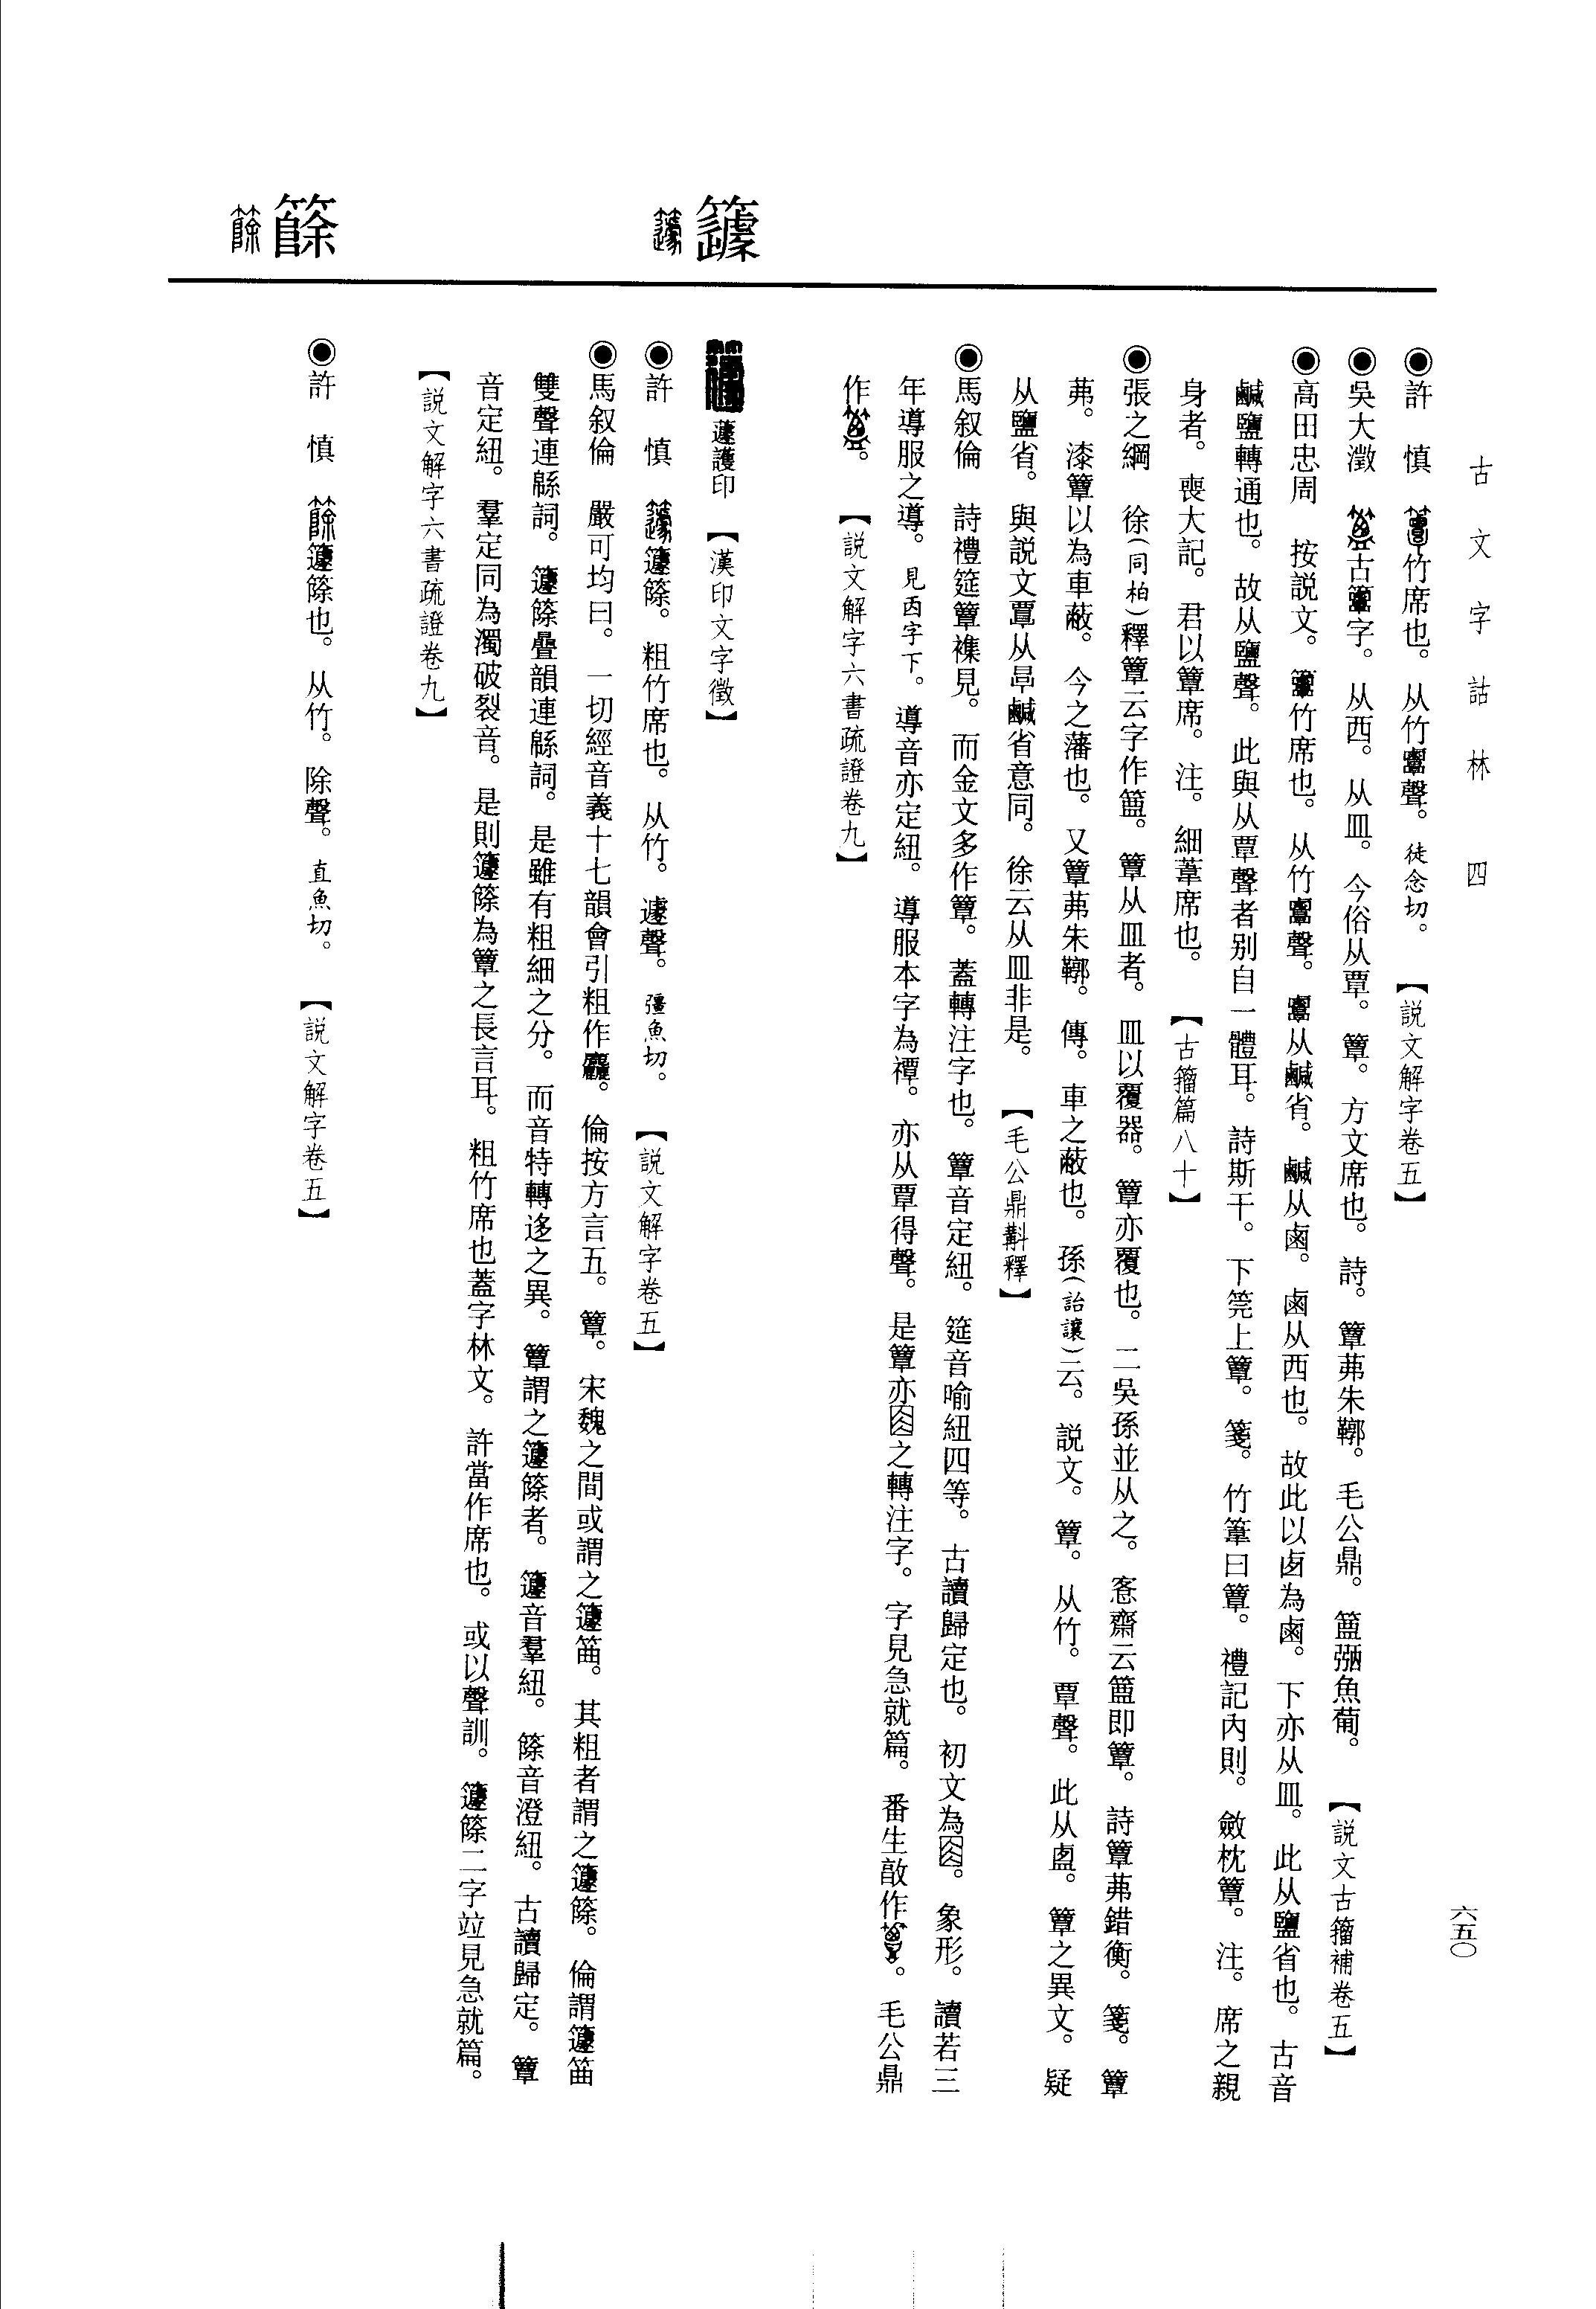 古文字詁林 四
六五〇
◉許 慎 竹席也。从竹𧟹聲。徒念切。【説文解字卷五】
◉吳大澂 古簟字。从西。从皿。今俗从覃。簟。方文席也。詩。簟茀朱鞹。毛公鼎。𥴧弼魚葡。【説文古籀補卷五】
◉高田忠周 按説文。簟竹席也。从竹𧟹聲。𧟹从鹹省。鹹从鹵。鹵从西也。故此以卤為鹵。下亦从皿。此从鹽省也。古音
鹹鹽轉通也。故从鹽聲。此與从覃聲者别自一體耳。詩斯干。下筦上簟。箋。竹葦曰簟。禮記內則。斂枕簟。注。席之親
身者。喪大記。君以簟席。注。細葦席也。【古籀篇八十】
◉張之綱 徐(同柏)釋簟云字作𥴧。簟从皿者。皿以覆器。簟亦覆也。二吳孫並从之。愙齋云𥴧即簟。詩簟茀錯衡。箋。簟
茀。漆簟以為車蔽。今之藩也。又簟茀朱鞹。傳。車之蔽也。孫(詒讓)云。説文。簟。从竹。覃聲。此从𥁕。簟之異文。疑
从鹽省。與説文覃从㫗鹹省意同。徐云从皿非是。【毛公鼎斠釋】
◉馬叙倫 詩禮筵簟襍見。而金文多作簟。蓋轉注字也。簟音定紐。筵音喻紐四等。古讀歸定也。初文為㐁。象形。讀若三
年導服之導。見㐁字下。導音亦定紐。導服本字為禫。亦从覃得聲。是簟亦㐁之轉注字。字見急就篇。番生𣪘作。毛公鼎
作。【説文解字六書疏證卷九】
籧
蘧護印 【漢印文字徵】
◉許 慎 籧篨。粗竹席也。从竹。遽聲。彊魚切。【説文解字卷五】
◉馬叙倫 嚴可均曰。一切經音義十七韻會引粗作麤。倫按方言五。簟。宋魏之間或謂之籧笛。其粗者謂之籧篨。倫謂籧笛
雙聲連緜詞。籧篨疊韻連緜詞。是雖有粗細之分。而音特轉迻之異。簟謂之籧篨者。籧音羣紐。篨音澄紐。古讀歸定。簟
音定紐。羣定同為濁破裂音。是則籧篨為簟之長言耳。粗竹席也蓋字林文。許當作席也。或以聲訓。籧篨二字竝見急就篇。
【説文解字六書疏證卷九】
篨
◉許 慎 籧篨也。从竹。除聲。直魚切。【説文解字卷五】